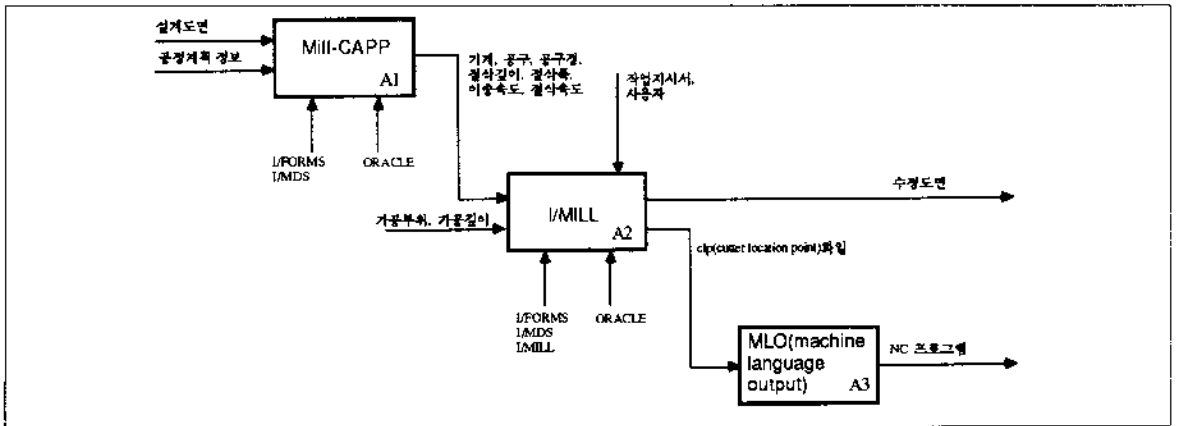 설계도면
공정계획 정보
Mill-CAPP
A1
기계, 공구, 공구경,
절삭깊이, 절삭폭,
이송속도, 절삭속도
작업지시서,
사용자
I/FORMS
I/MDS
ORACLE
가공부위, 가공깊이
I/MILL
A2
수정도면
clp(cutter location point)파일
I/FORMS
I/MDS
I/MILL
ORACLE
MLO(machine
language
output)
A3
NC 프로그램